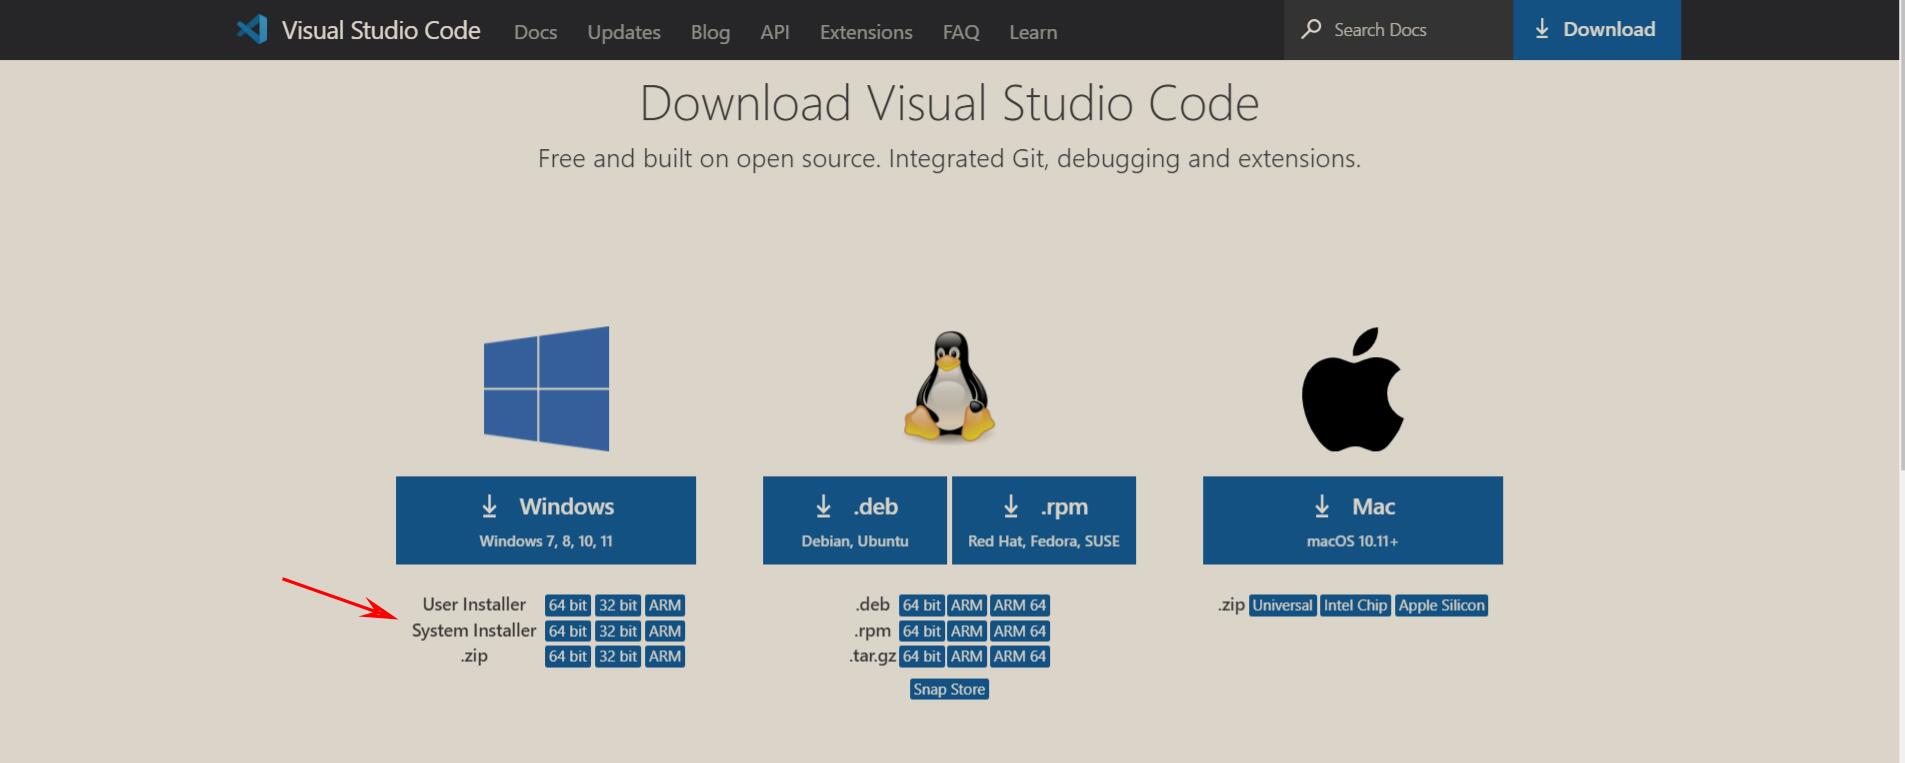 Visual Studio Code Docs Updates Blog API Extensions FAQ Learn Search Docs Download
Download Visual Studio Code
Free and built on open source. Integrated Git, debugging and extensions.
Windows
Windows 7, 8, 10, 11
User Installer 64 bit 32 bit ARM
System Installer 64 bit 32 bit ARM
.zip 64 bit 32 bit ARM
.deb
Debian, Ubuntu
.rpm
Red Hat, Fedora, SUSE
.deb 64 bit ARM ARM 64
.rpm 64 bit ARM ARM 64
.tar.gz 64 bit ARM ARM 64
Snap Store
Mac
macOS 10.11+
.zip Universal Intel Chip Apple Silicon